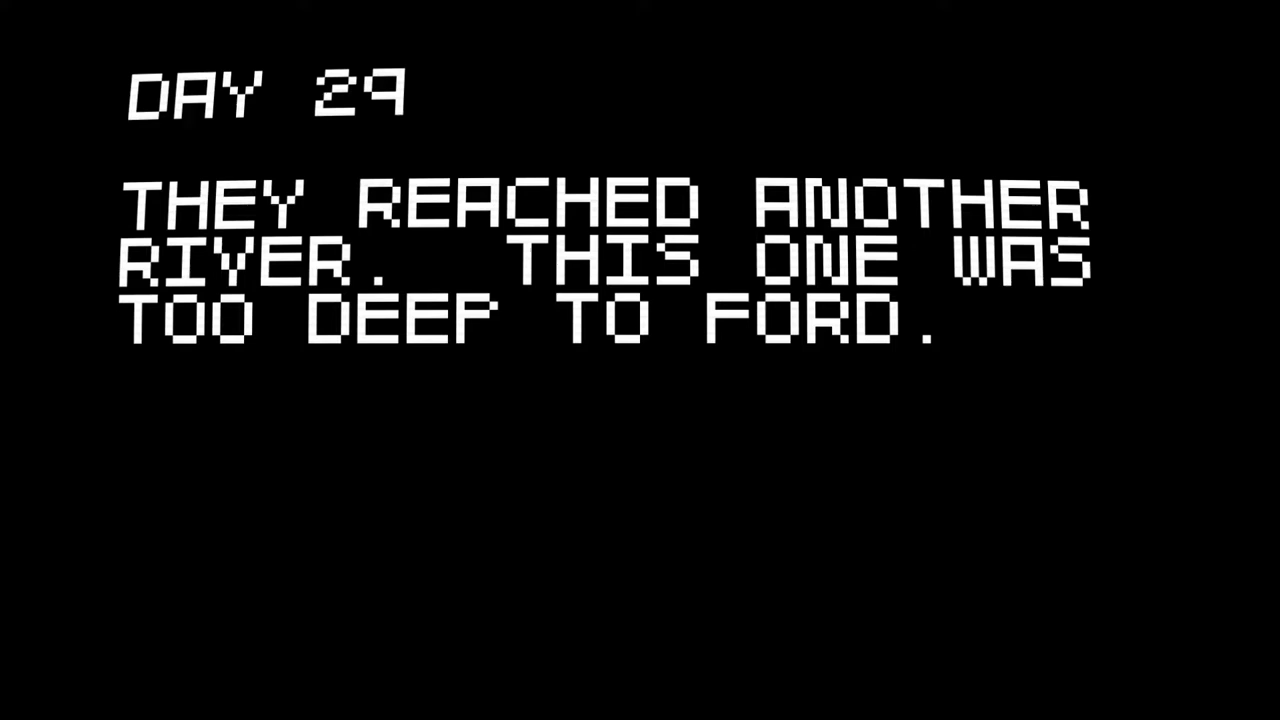 DAY 29
THEY REACHED ANOTHER
RIVER.  THIS ONE WAS
TOO DEEP TO FORD.